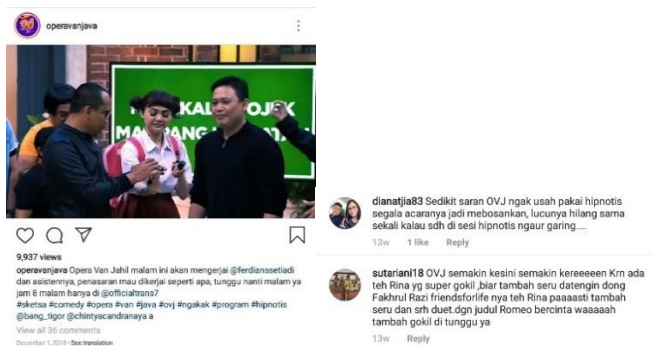 operavanjava
9,937 views
operavanjava Opera Van Jahil malam ini akan mengerjai @ferdianssetiadi
dan asistennya, penasaran mau dikerjai seperti apa, tunggu nanti malam ya
jam 8 malam hanya di @officialtrans7
#sketsa #comedy #opera #van #java #ovj #ngakak #program #hipnotis
@bang_tigor @chintyacandranaya a
View all 36 comments
December 1, 2018 · See translation
dianatjia83 Sedikit saran OVJ ngak usah pakai hipnotis
segala acaranya jadi mebosankan, lucunya hilang sama
sekali kalau sdh di sesi hipnotis ngaur garing....
13w 1 like Reply
sutariani18 OVJ semakin kesini semakin kereeeeen Krn ada
teh Rina yg super gokil ,biar tambah seru datengin dong
Fakhrul Razi friendsforlife nya teh Rina paaaasti tambah
seru dan srh duet.dgn judul Romeo bercinta waaaaah
tambah gokil di tunggu ya
13w Reply